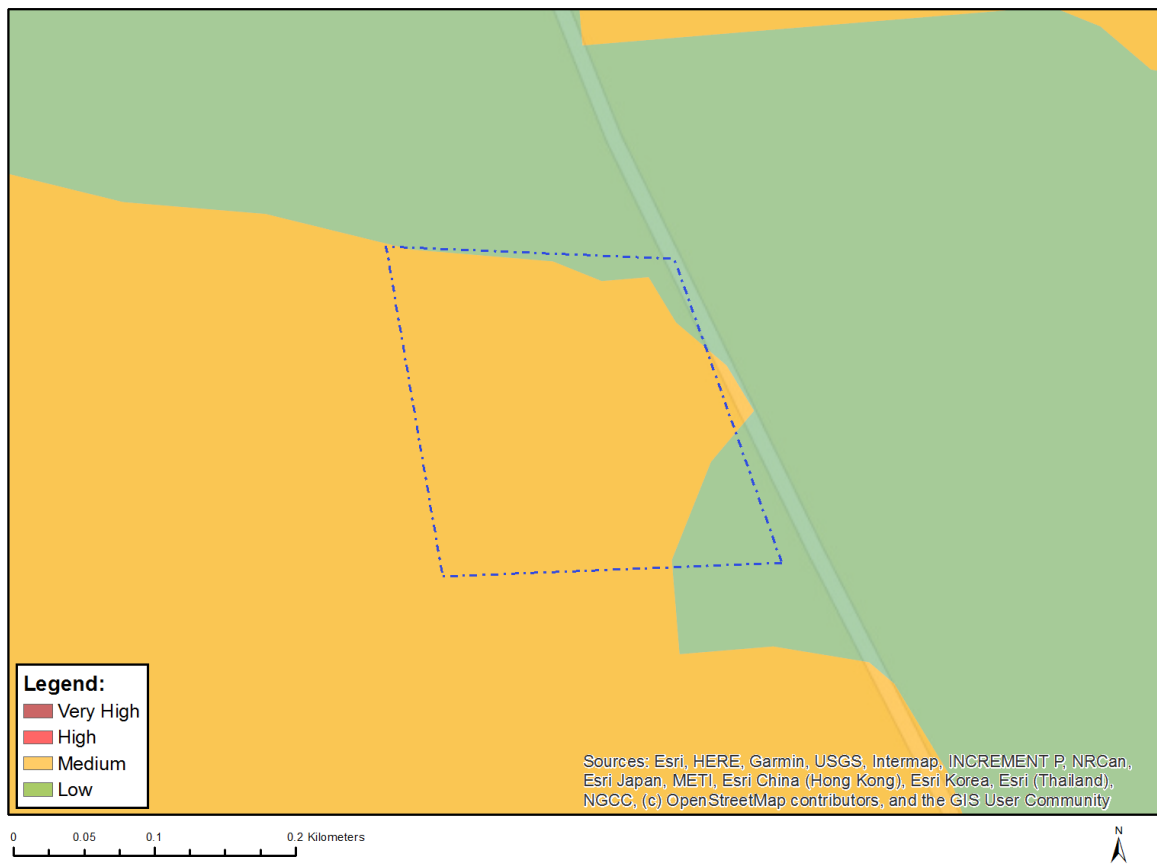 Legend:
Very High
High
Medium
Low
Sources: Esri, HERE, Garmin, USGS, Intermap, INCREMENT P, NRCan,
Esri Japan, METI, Esri China (Hong Kong), Esri Korea, Esri (Thailand),
NGCC, (c) OpenStreetMap contributors, and the GIS User Community
0 0.05 0.1 0.2 Kilometers
N